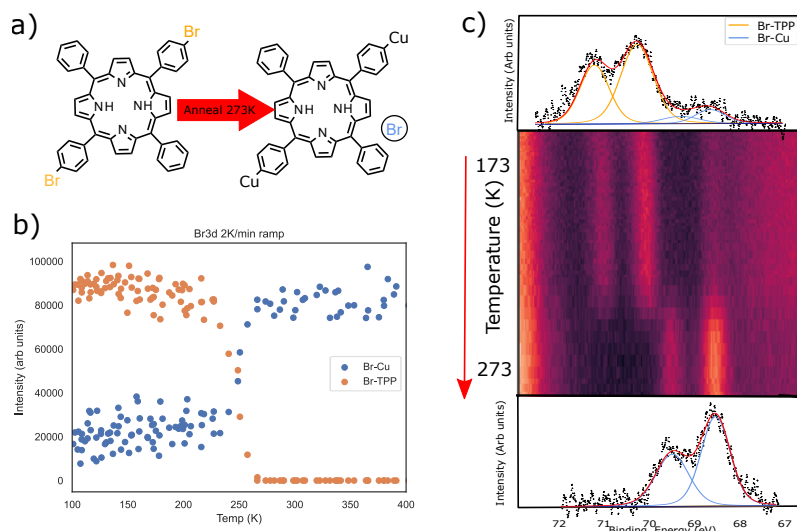 a)
Br
Cu
N
NH
HN
N
Anneal 273K
N
NH
HN
N
Br
Br
Cu
b)
Br3d 2K/min ramp
Intensity (arb units)
100000
80000
60000
40000
20000
0
Br-Cu
Br-TPP
100 150 200 250 300 350 400
Temp (K)
c)
Intensity (Arb units)
Br-TPP
Br-Cu
173
Temperature (K)
273
Intensity (Arb units)
72 71 70 69 68 67
Binding Energy (eV)